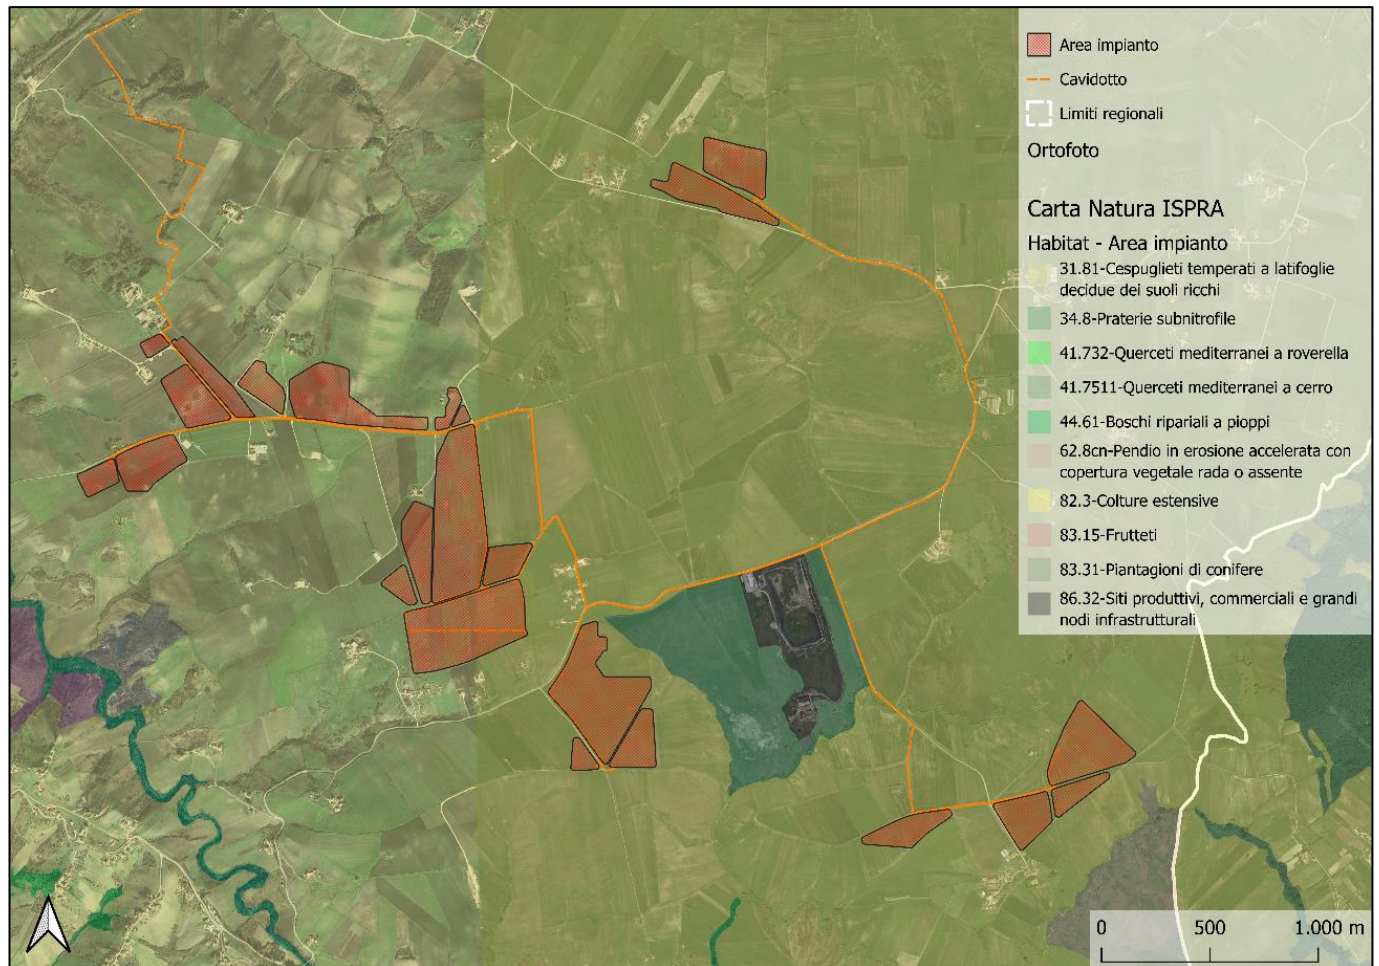 Area impianto
Cavidotto
Limiti regionali
Ortofoto
Carta Natura ISPRA
Habitat - Area impianto
31.81-Cespuglieti temperati a latifoglie
decidue dei suoli ricchi
34.8-Praterie subnitrofile
41.732-Querceti mediterranei a roverella
41.7511-Querceti mediterranei a cerro
44.61-Boschi ripariali a pioppi
62.8cn-Pendio in erosione accelerata con
copertura vegetale rada o assente
82.3-Colture estensive
83.15-Frutteti
83.31-Piantagioni di conifere
86.32-Siti produttivi, commerciali e grandi
nodi infrastrutturali
0 500 1.000 m